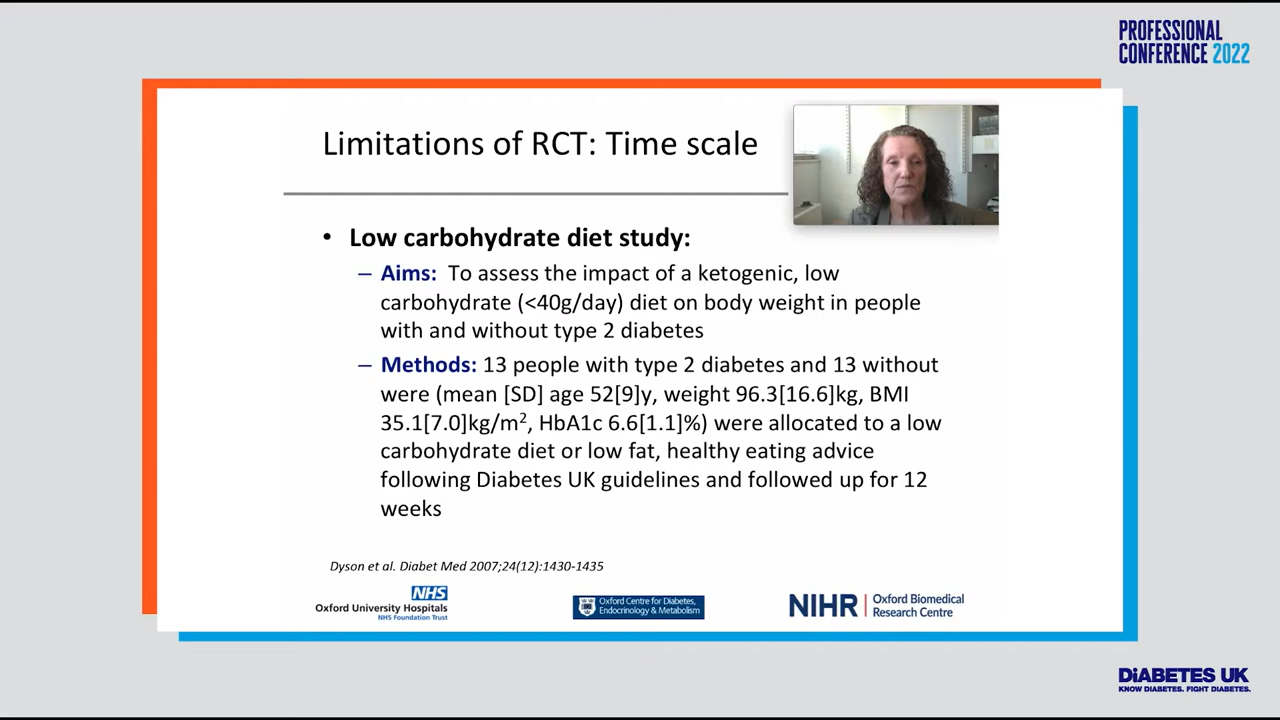 PROFESSIONAL
CONFERENCE 2022
Limitations of RCT: Time scale
• Low carbohydrate diet study:
– Aims: To assess the impact of a ketogenic, low
carbohydrate (<40g/day) diet on body weight in people
with and without type 2 diabetes
– Methods: 13 people with type 2 diabetes and 13 without
were (mean [SD] age 52[9]y, weight 96.3[16.6]kg, BMI
35.1[7.0]kg/m², HbA1c 6.6[1.1]%) were allocated to a low
carbohydrate diet or low fat, healthy eating advice
following Diabetes UK guidelines and followed up for 12
weeks
Dyson et al. Diabet Med 2007;24(12):1430-1435
NHS
Oxford University Hospitals
NHS Foundation Trust
Oxford Centre for Diabetes,
Endocrinology & Metabolism
NIHR | Oxford Biomedical
Research Centre
DiABETES UK
KNOW DIABETES. FIGHT DIABETES.